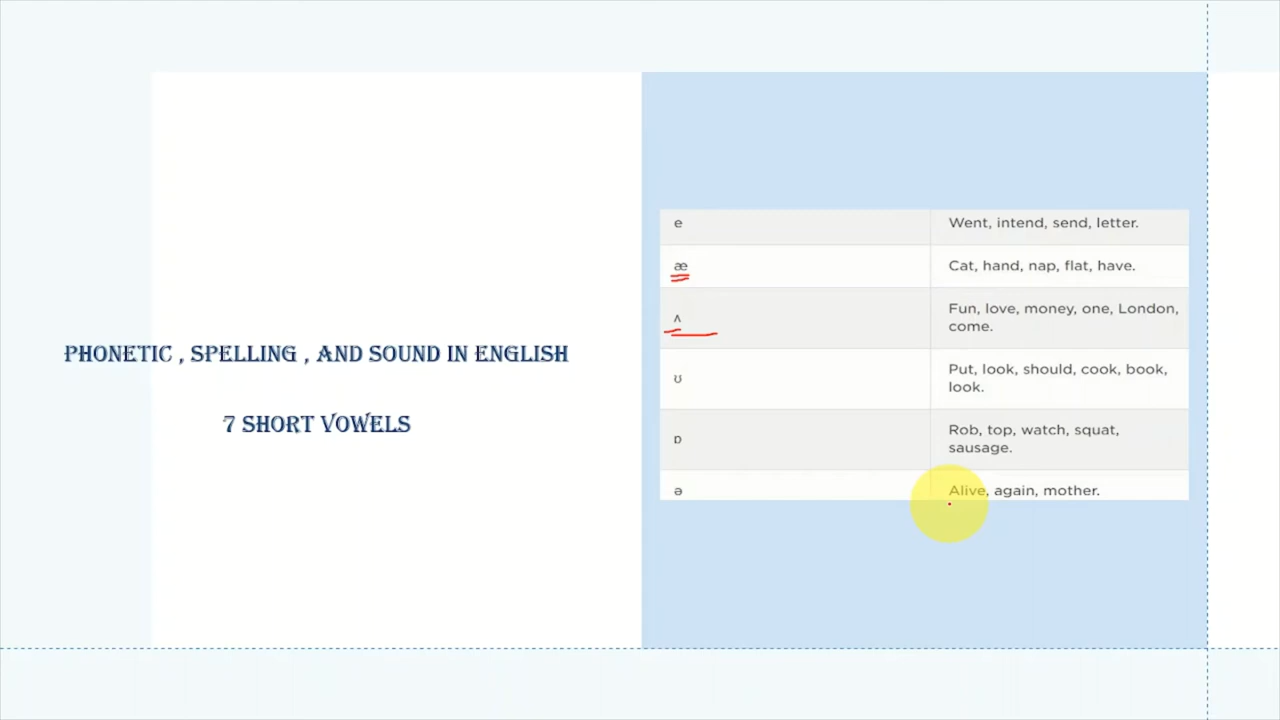 PHONETIC , SPELLING , AND SOUND IN ENGLISH
7 SHORT VOWELS
e
Went, intend, send, letter.
æ
Cat, hand, nap, flat, have.
ʌ
Fun, love, money, one, London,
come.
ʊ
Put, look, should, cook, book,
look.
ɒ
Rob, top, watch, squat,
sausage.
ə
Alive, again, mother.